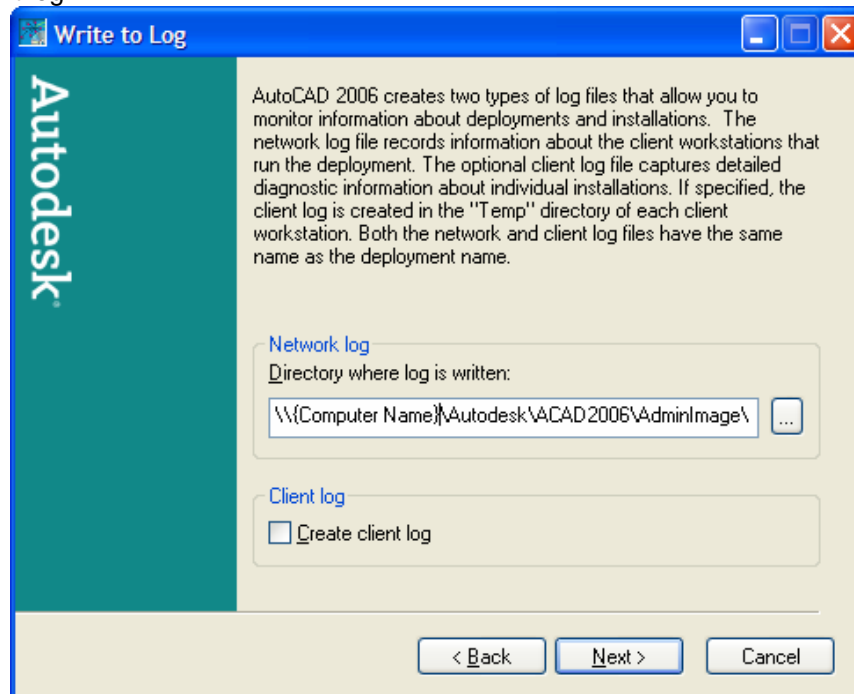 Write to Log
Autodesk®
AutoCAD 2006 creates two types of log files that allow you to
monitor information about deployments and installations. The
network log file records information about the client workstations that
run the deployment. The optional client log file captures detailed
diagnostic information about individual installations. If specified, the
client log is created in the "Temp" directory of each client
workstation. Both the network and client log files have the same
name as the deployment name.
Network log
Directory where log is written:
\\{Computer Name}\Autodesk\ACAD2006\AdminImage\
...
Client log
Create client log
< Back
Next >
Cancel